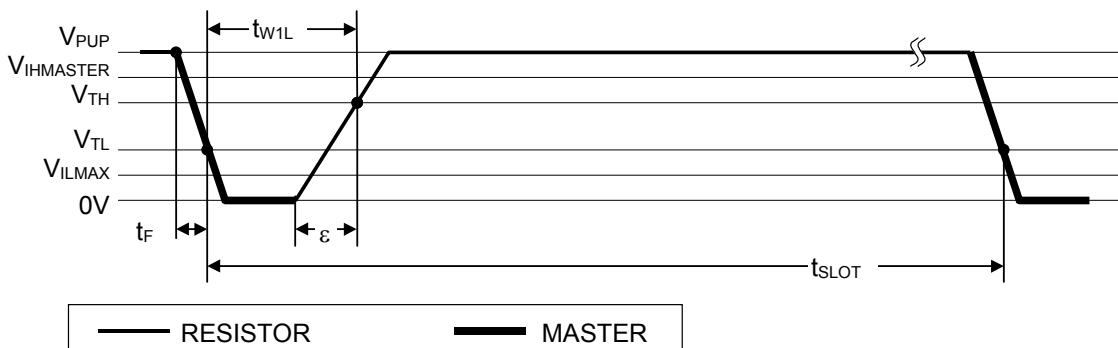 tW1L
VPUP
VIHMASTER
VTH
VTL
VILMAX
0V
tF
ε
tSLOT
RESISTOR MASTER